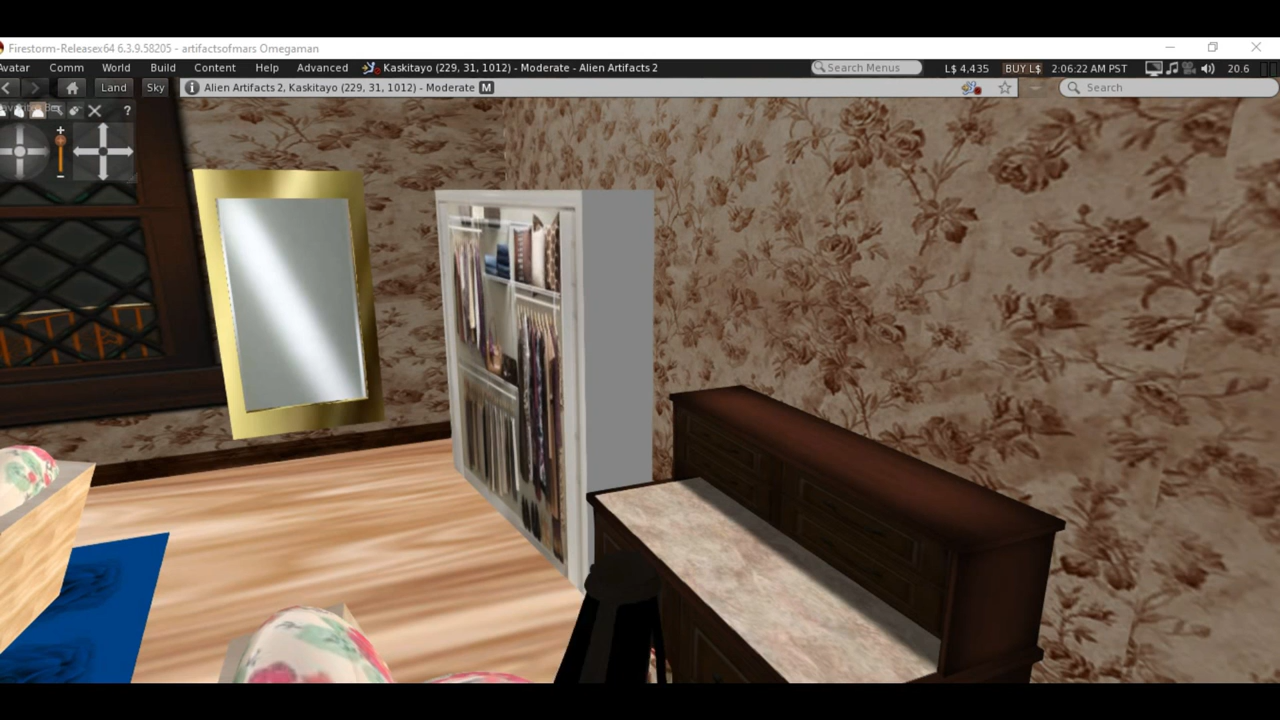 Firestorm-Releasex64 6.3.9.58205 - artifactsofmars Omegaman
Avatar Comm World Build Content Help Advanced Kaskitayo (229, 31, 1012) - Moderate - Alien Artifacts 2 Search Menus L$ 4,435 BUY L$ 2:06:22 AM PST 20.6
Land Sky Alien Artifacts 2, Kaskitayo (229, 31, 1012) - Moderate M Search
?